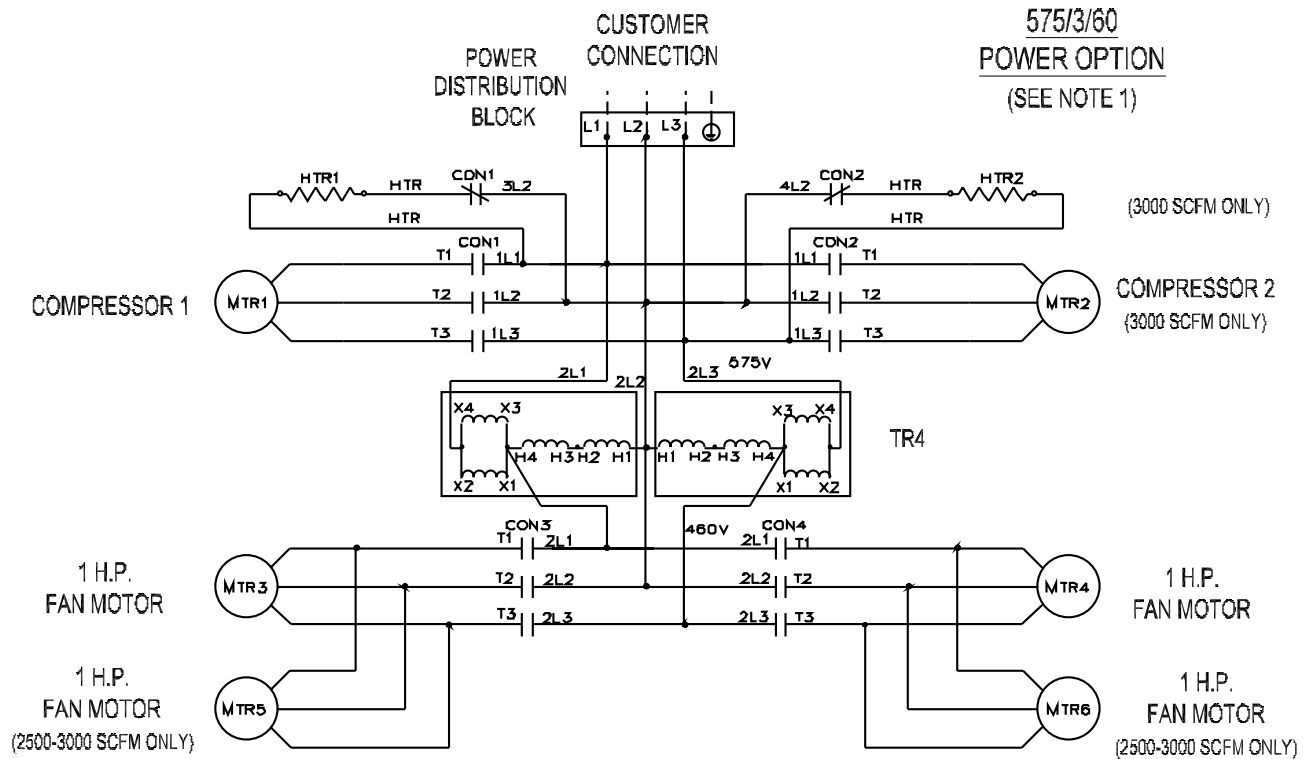 CUSTOMER
CONNECTION
575/3/60
POWER OPTION
(SEE NOTE 1)
POWER
DISTRIBUTION
BLOCK
L1 L2 L3
HTR1 HTR CON1 3L2
4L2 CON2 HTR HTR2
HTR HTR
(3000 SCFM ONLY)
CON1 CON2
T1 1L1 1L1 T1
COMPRESSOR 1
MTR1 T2 1L2 1L2 T2 MTR2
COMPRESSOR 2
(3000 SCFM ONLY)
T3 1L3 1L3 T3
575V
2L1 2L2 2L3
X4 X3 X3 X4
H4 H3 H2 H1 H1 H2 H3 H4
X2 X1 X1 X2
TR4
460V
CON3 CON4
T1 2L1 2L1 T1
1 H.P.
FAN MOTOR
MTR3 T2 2L2 2L2 T2 MTR4
1 H.P.
FAN MOTOR
T3 2L3 2L3 T3
1 H.P.
FAN MOTOR
(2500-3000 SCFM ONLY)
MTR5 MTR6
1 H.P.
FAN MOTOR
(2500-3000 SCFM ONLY)